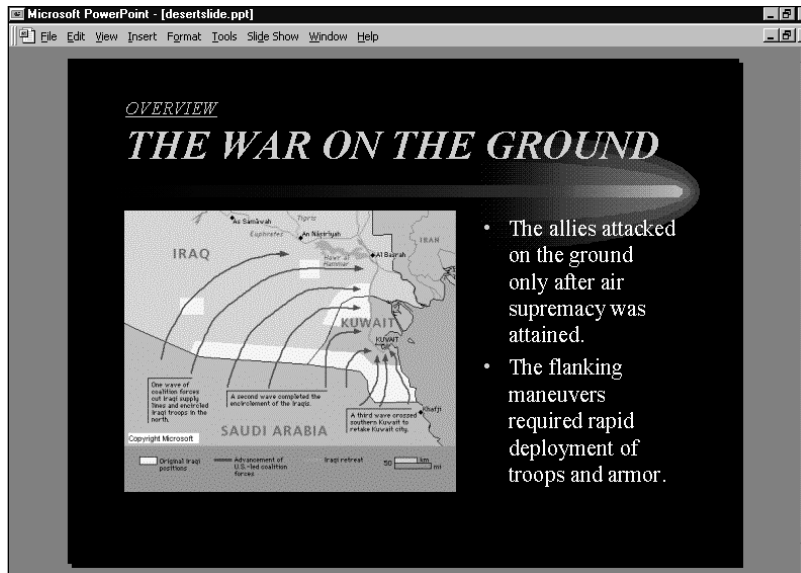 Microsoft PowerPoint - [desertslide.ppt]
File Edit View Insert Format Tools Slide Show Window Help
OVERVIEW
THE WAR ON THE GROUND
As Samāwah
Tigris
Euphrates
An Nāṣirīyah
IRAQ
Hawr al
Hammar
Al Basrah
IRAN
KUWAIT
KUWAIT
One wave of
coalition forces
cut Iraqi supply
lines and encircled
Iraqi troops in the
north.
A second wave completed the
encirclement of the Iraqis.
A third wave crossed
southern Kuwait to
retake Kuwait city.
Khafji
Copyright Microsoft
SAUDI ARABIA
Original Iraqi
positions
Advancement of
U.S.-led coalition
forces
Iraqi retreat
50
km
mi
• The allies attacked
on the ground
only after air
supremacy was
attained.
• The flanking
maneuvers
required rapid
deployment of
troops and armor.